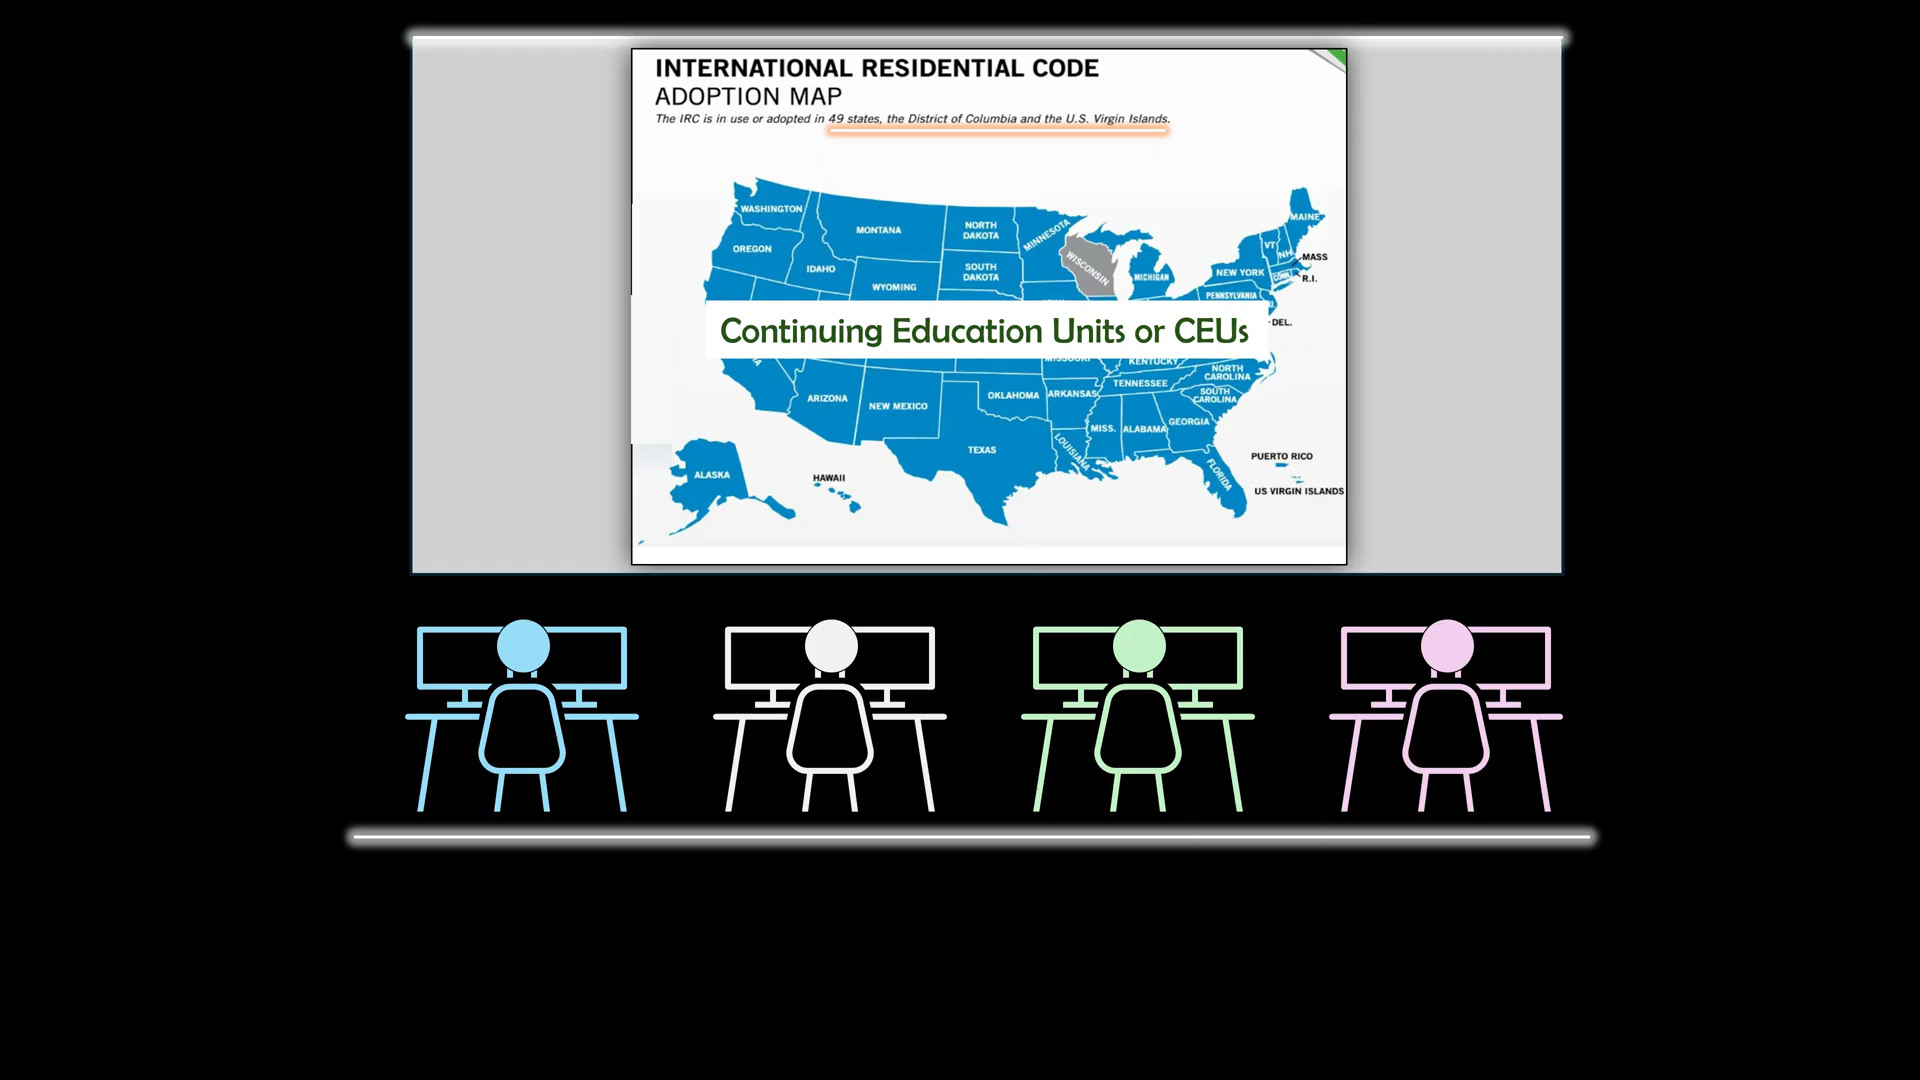 INTERNATIONAL RESIDENTIAL CODE
ADOPTION MAP
The IRC is in use or adopted in 49 states, the District of Columbia and the U.S. Virgin Islands.
WASHINGTON
OREGON
IDAHO
MONTANA
WYOMING
NORTH
DAKOTA
SOUTH
DAKOTA
MINNESOTA
WISCONSIN
MICHIGAN
NEW YORK
PENNSYLVANIA
VT
NH
MAINE
MASS
CONN
R.I.
DEL.
Continuing Education Units or CEUs
MISSOURI
KENTUCKY
TENNESSEE
NORTH
CAROLINA
SOUTH
CAROLINA
ARIZONA
NEW MEXICO
OKLAHOMA
ARKANSAS
TEXAS
LOUISIANA
MISS.
ALABAMA
GEORGIA
FLORIDA
ALASKA
HAWAII
PUERTO RICO
US VIRGIN ISLANDS